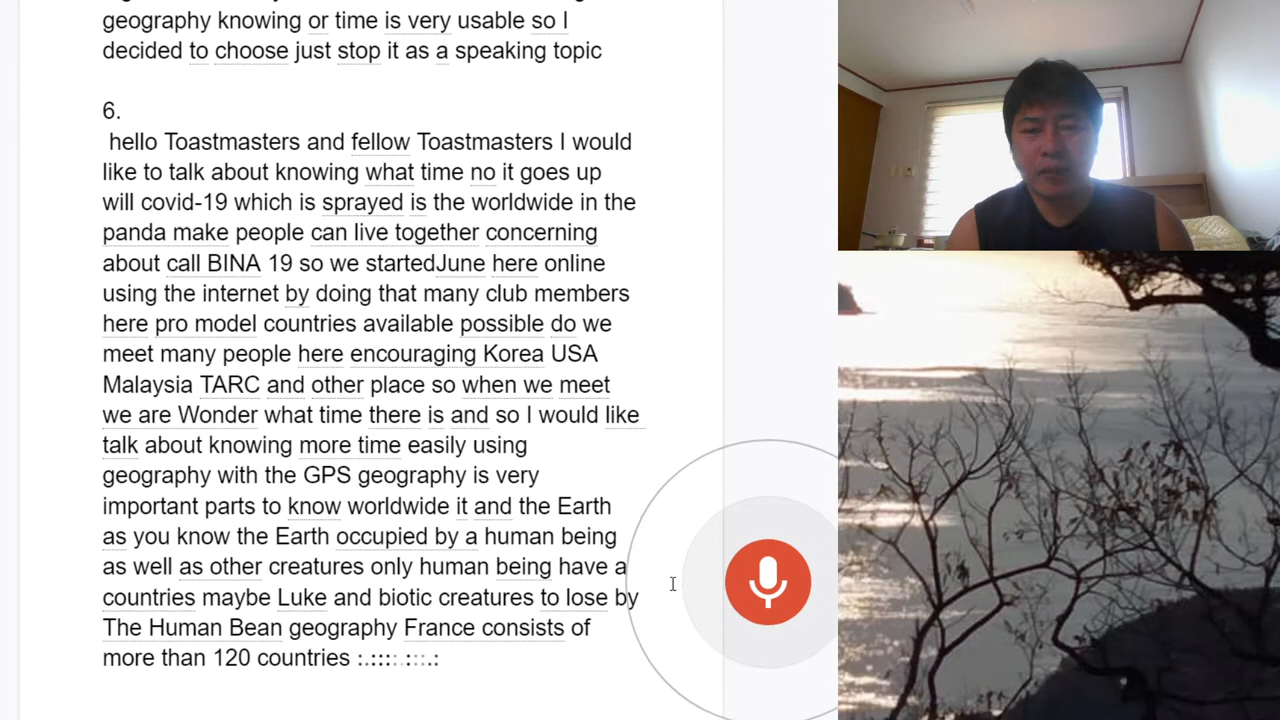 geography knowing or time is very usable so I
decided to choose just stop it as a speaking topic
6.
hello Toastmasters and fellow Toastmasters I would
like to talk about knowing what time no it goes up
will covid-19 which is sprayed is the worldwide in the
panda make people can live together concerning
about call BINA 19 so we startedJune here online
using the internet by doing that many club members
here pro model countries available possible do we
meet many people here encouraging Korea USA
Malaysia TARC and other place so when we meet
we are Wonder what time there is and so I would like
talk about knowing more time easily using
geography with the GPS geography is very
important parts to know worldwide it and the Earth
as you know the Earth occupied by a human being
as well as other creatures only human being have a
countries maybe Luke and biotic creatures to lose by
The Human Bean geography France consists of
more than 120 countries